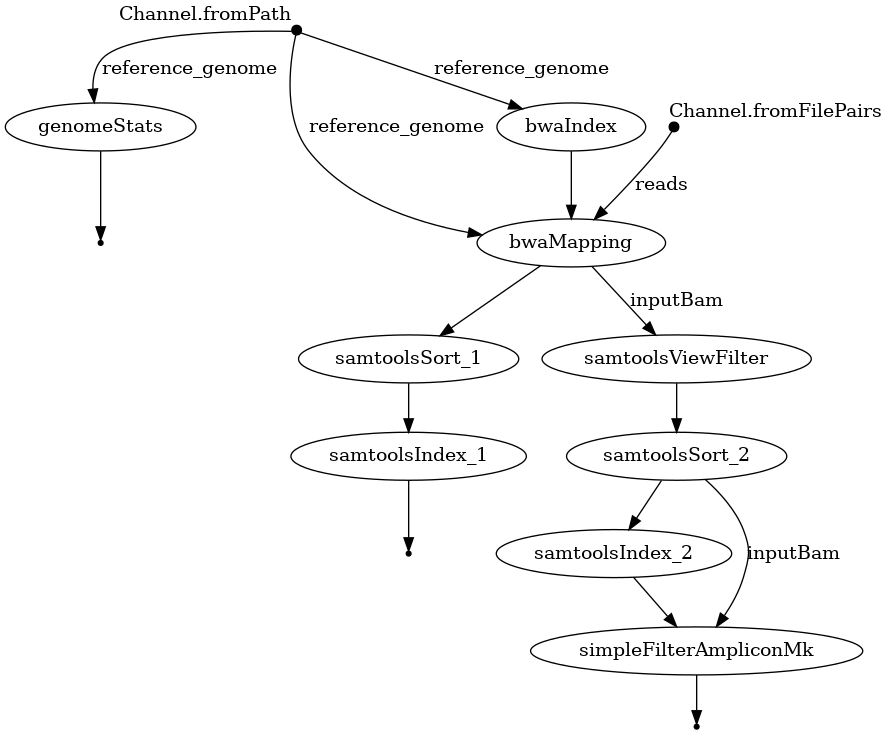 Channel.fromPath
reference_genome
reference_genome
Channel.fromFilePairs
genomeStats
reference_genome
bwaIndex
reads
bwaMapping
inputBam
samtoolsSort_1
samtoolsViewFilter
samtoolsIndex_1
samtoolsSort_2
samtoolsIndex_2
inputBam
simpleFilterAmpliconMk